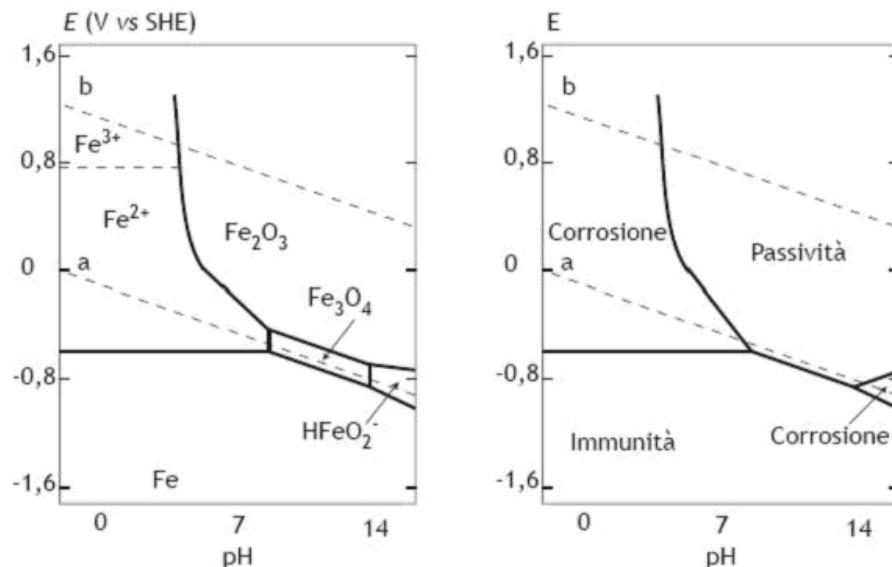 E (V vs SHE)
1,6
b
Fe³⁺
0,8
Fe²⁺
Fe₂O₃
a
0
Fe₃O₄
-0,8
HFeO₂⁻
Fe
-1,6
0 7 14
pH
E
1,6
b
0,8
Corrosione
Passività
a
0
-0,8
Immunità
Corrosione
-1,6
0 7 14
pH